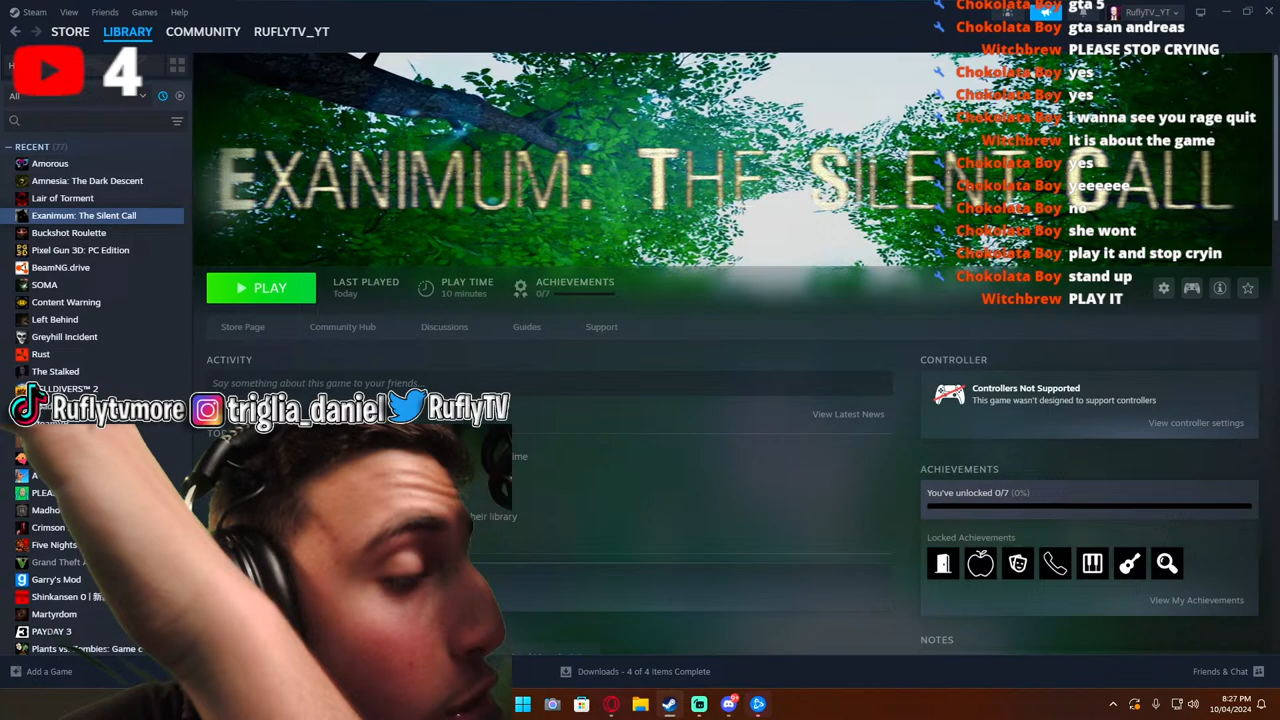 Steam View Friends Games Help
RuflyTV_YT
STORE LIBRARY COMMUNITY RUFLYTV_YT
4
All
RECENT (77)
Amorous
Amnesia: The Dark Descent
Lair of Torment
Exanimum: The Silent Call
Buckshot Roulette
Pixel Gun 3D: PC Edition
BeamNG.drive
SOMA
Content Warning
Left Behind
Greyhill Incident
Rust
The Stalked
Crimson
Five Nights
Grand Theft A
Garry's Mod
Shinkansen 0 | 新
Martyrdom
PAYDAY 3
Plants vs. Zombies: Game o
Add a Game
EXANIMUM: THE SILENT CALL
PLAY
LAST PLAYED
Today
PLAY TIME
10 minutes
ACHIEVEMENTS
0/7
Store Page Community Hub Discussions Guides Support
ACTIVITY
Say something about this game to your friends...
View Latest News
Ruflytvmore triglia_daniel RuflyTV
their library
Chokolata Boy gta 5
Chokolata Boy gta san andreas
Witchbrew PLEASE STOP CRYING
Chokolata Boy yes
Chokolata Boy yes
Chokolata Boy i wanna see you rage quit
Witchbrew It is about the game
Chokolata Boy yes
Chokolata Boy yeeeeee
Chokolata Boy no
Chokolata Boy she wont
Chokolata Boy play it and stop cryin
Chokolata Boy stand up
Witchbrew PLAY IT
CONTROLLER
Controllers Not Supported
This game wasn't designed to support controllers
View controller settings
ACHIEVEMENTS
You've unlocked 0/7 (0%)
Locked Achievements
View My Achievements
NOTES
Downloads - 4 of 4 Items Complete
Friends & Chat
8:27 PM
10/04/2024